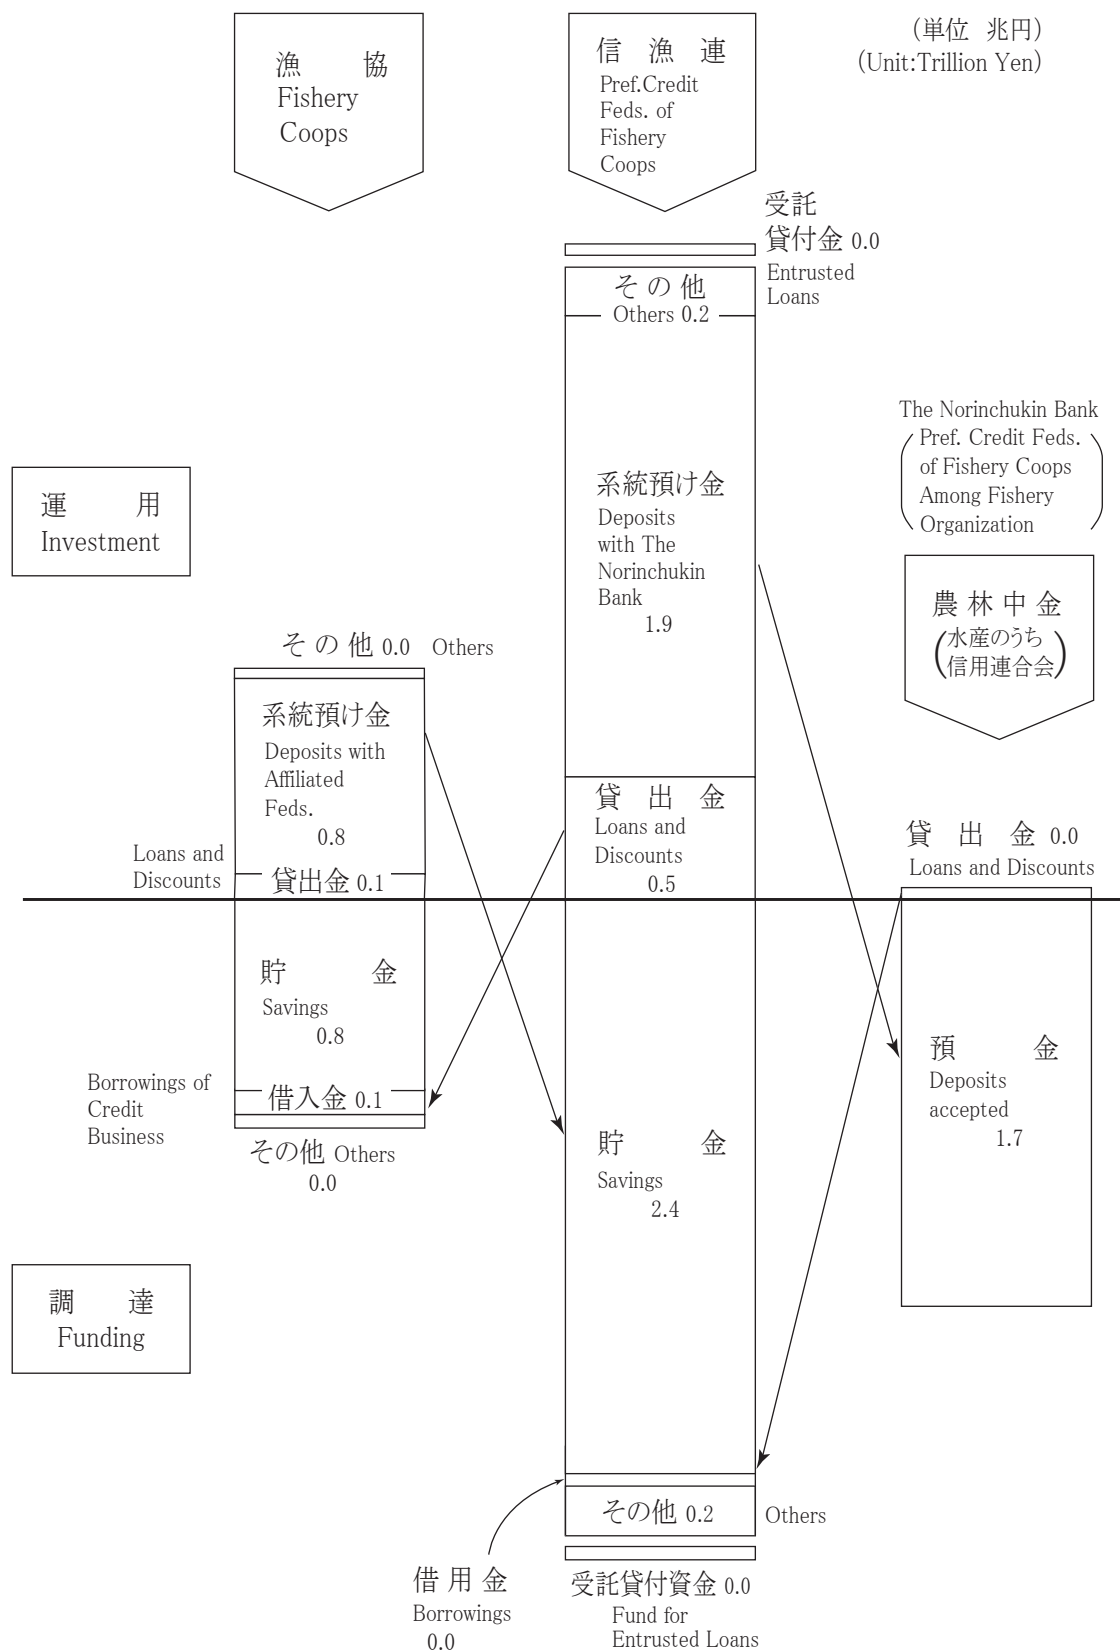 漁 協
Fishery
Coops
信 漁 連
Pref.Credit
Feds. of
Fishery
Coops
(単位 兆円)
(Unit:Trillion Yen)
受託
貸付金 0.0
Entrusted
Loans
その他
Others 0.2
系統預け金
Deposits
with The
Norinchukin
Bank
1.9
The Norinchukin Bank
(Pref. Credit Feds.
of Fishery Coops
Among Fishery
Organization)
農林中金
(水産のうち
信用連合会)
運 用
Investment
その他 0.0 Others
系統預け金
Deposits with
Affiliated
Feds.
0.8
Loans and
Discounts
貸出金 0.1
貸 出 金
Loans and
Discounts
0.5
貸 出 金 0.0
Loans and Discounts
貯 金
Savings
0.8
Borrowings of
Credit
Business
借入金 0.1
その他 Others
0.0
貯 金
Savings
2.4
預 金
Deposits
accepted
1.7
調 達
Funding
その他 0.2 Others
借 用 金
Borrowings
0.0
受託貸付資金 0.0
Fund for
Entrusted Loans